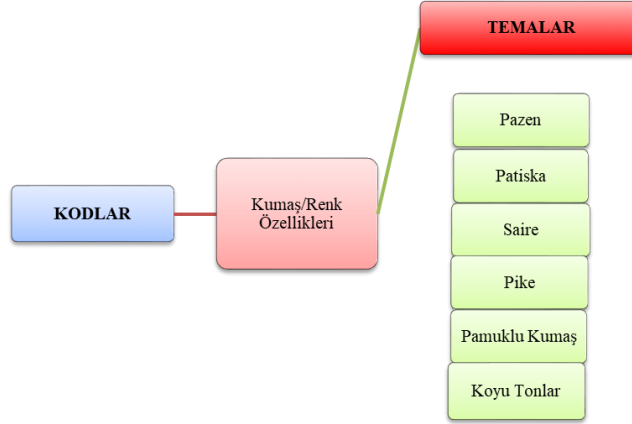 TEMALAR
Pazen
Patiska
KODLAR
Kumaş/Renk
Özellikleri
Saire
Pike
Pamuklu Kumaş
Koyu Tonlar